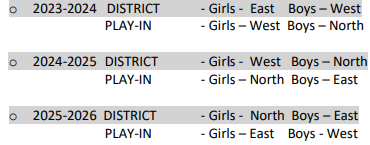 o 2023-2024 DISTRICT - Girls - East Boys – West
PLAY-IN - Girls – West Boys – North
o 2024-2025 DISTRICT - Girls - West Boys – North
PLAY-IN - Girls – North Boys – East
o 2025-2026 DISTRICT - Girls - North Boys – East
PLAY-IN - Girls – East Boys - West